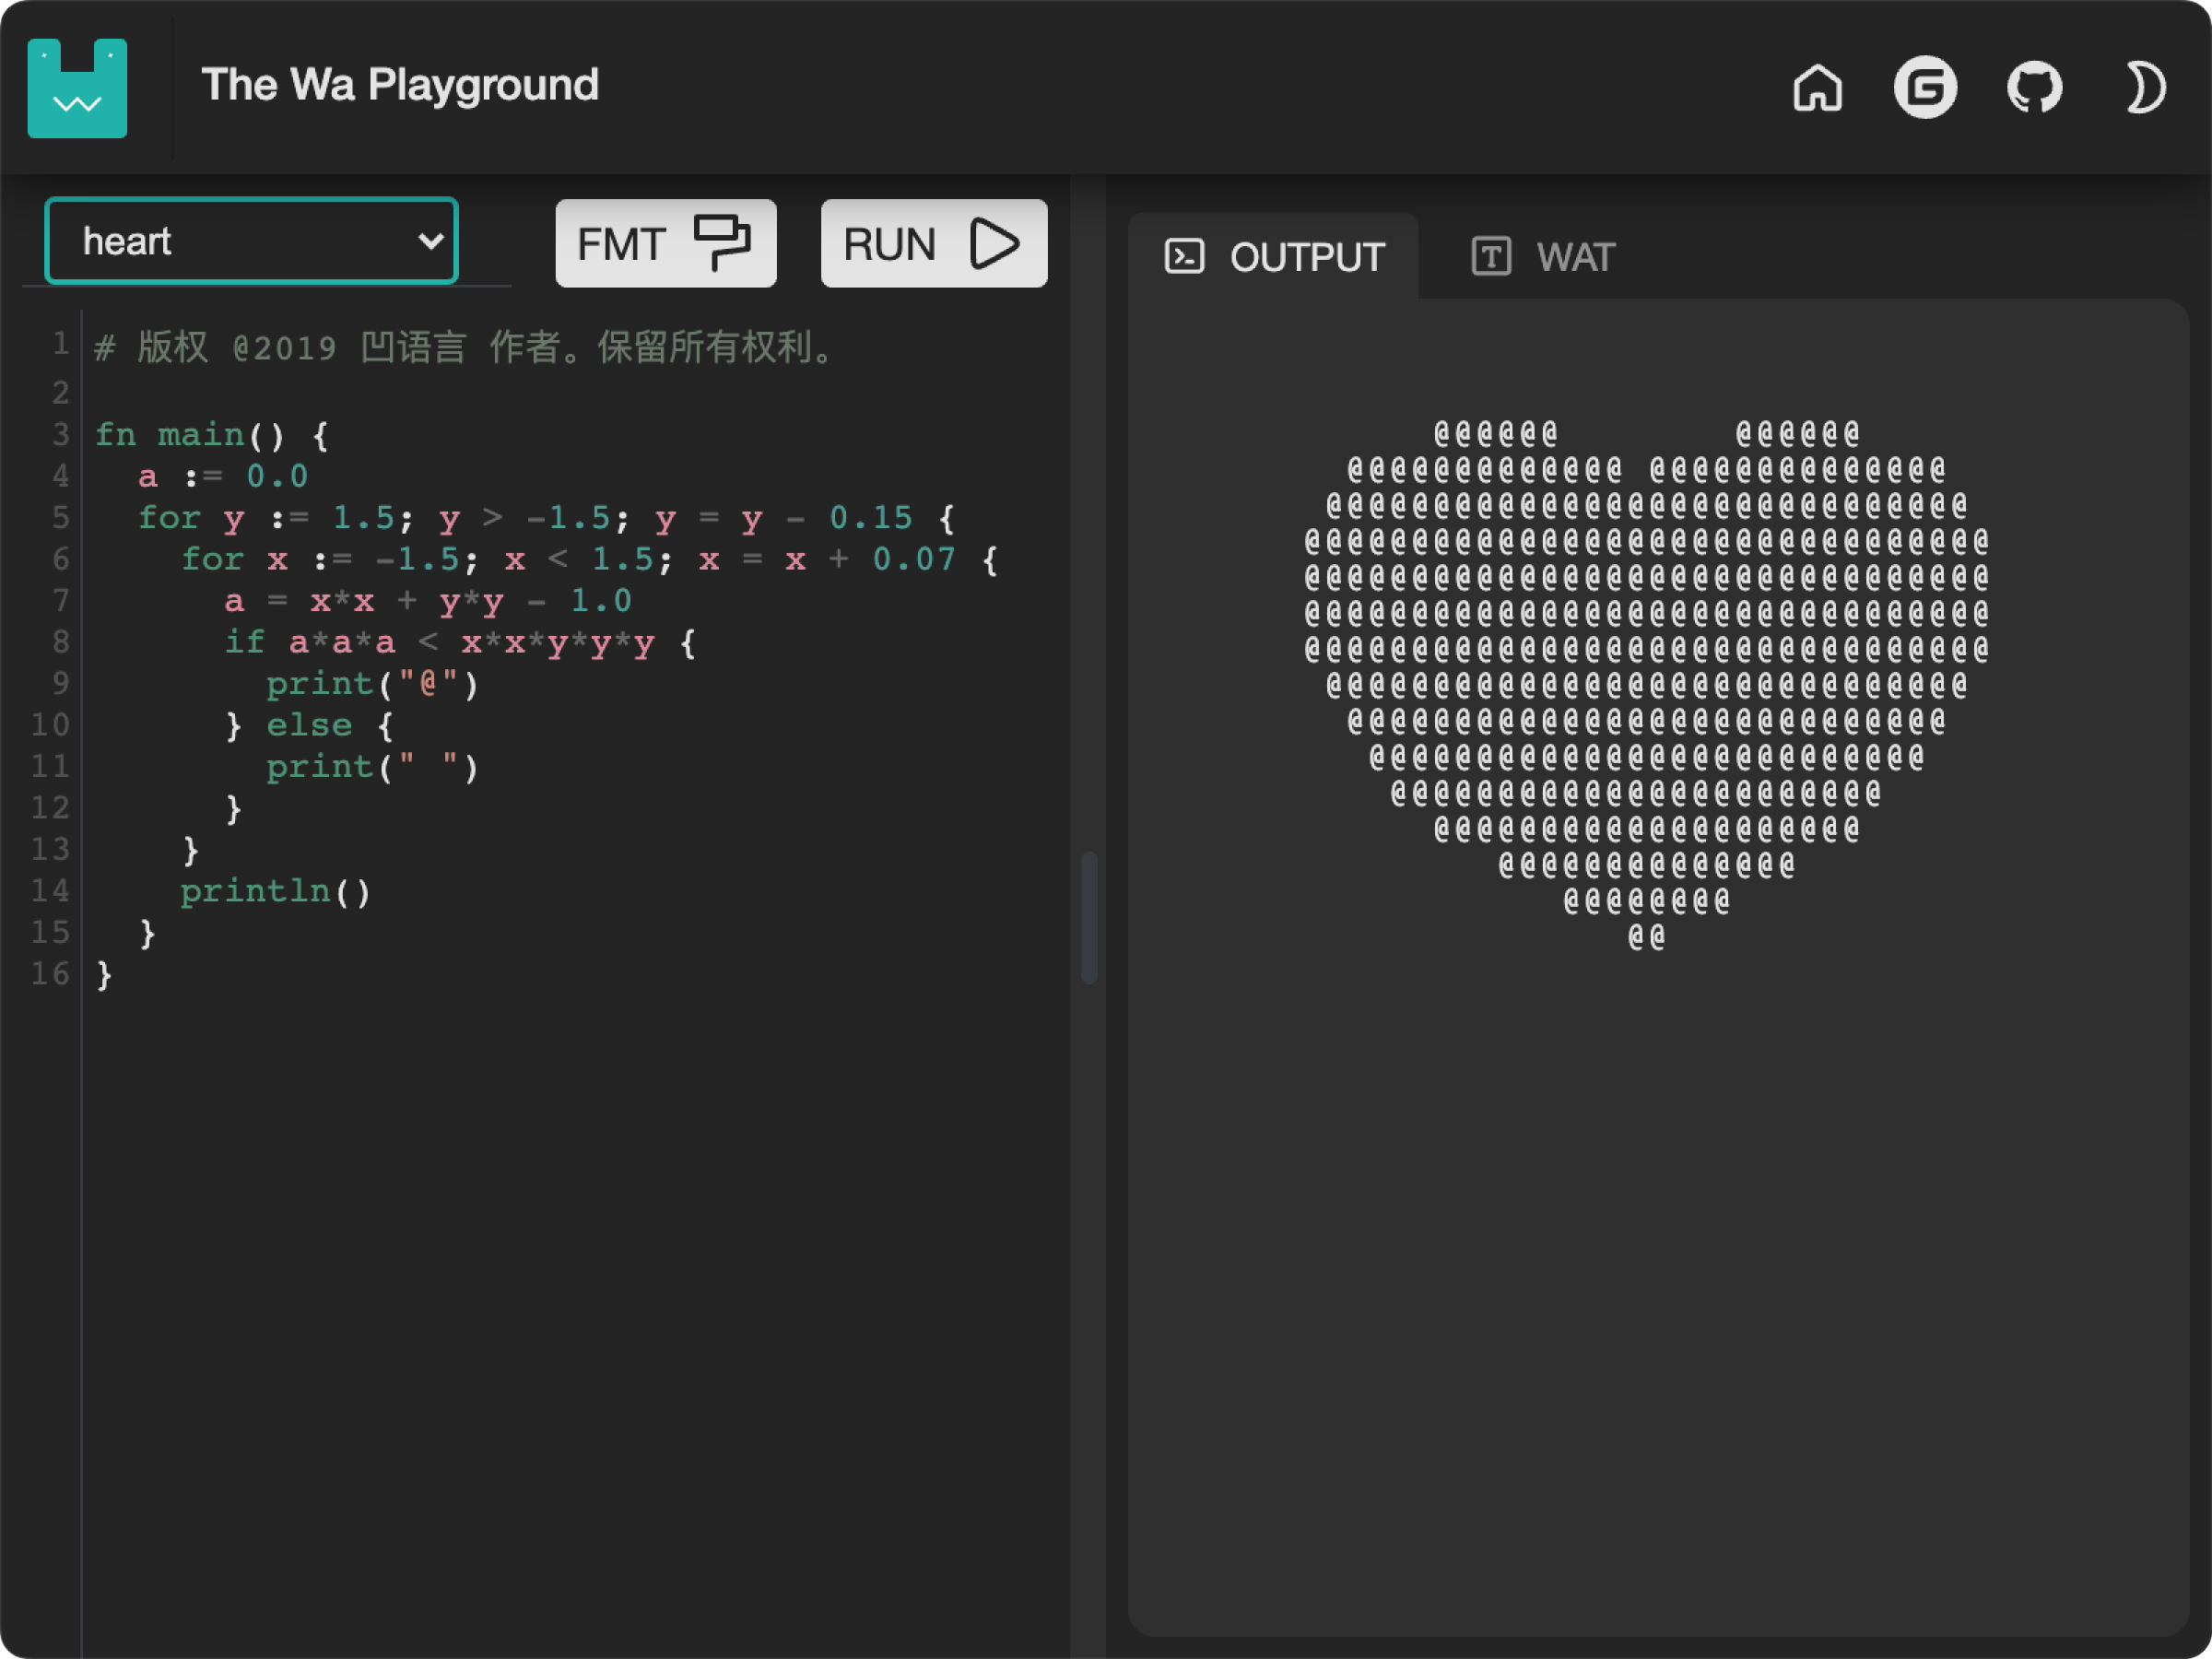 The Wa Playground
heart
FMT
RUN
1 # 版权 @2019 凹语言 作者。保留所有权利。
2
3 fn main() {
4   a := 0.0
5   for y := 1.5; y > -1.5; y = y - 0.15 {
6     for x := -1.5; x < 1.5; x = x + 0.07 {
7       a = x*x + y*y - 1.0
8       if a*a*a < x*x*y*y*y {
9         print("@")
10       } else {
11         print(" ")
12       }
13     }
14     println()
15   }
16 }
OUTPUT
WAT
      @@@@@@        @@@@@@
  @@@@@@@@@@@@@ @@@@@@@@@@@@@@
 @@@@@@@@@@@@@@@@@@@@@@@@@@@@@@
@@@@@@@@@@@@@@@@@@@@@@@@@@@@@@@@
@@@@@@@@@@@@@@@@@@@@@@@@@@@@@@@@
@@@@@@@@@@@@@@@@@@@@@@@@@@@@@@@@
@@@@@@@@@@@@@@@@@@@@@@@@@@@@@@@@
 @@@@@@@@@@@@@@@@@@@@@@@@@@@@@@
  @@@@@@@@@@@@@@@@@@@@@@@@@@@@
   @@@@@@@@@@@@@@@@@@@@@@@@@@
    @@@@@@@@@@@@@@@@@@@@@@@
      @@@@@@@@@@@@@@@@@@@@
         @@@@@@@@@@@@@@
            @@@@@@@@
               @@